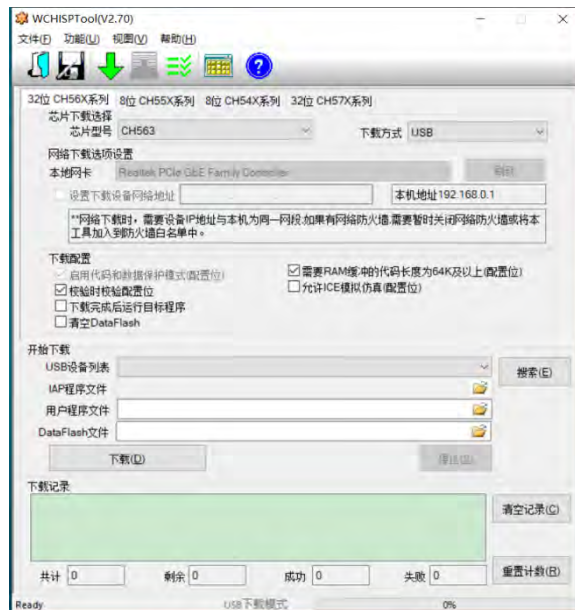 WCHISPTool(V2.70)
文件(F) 功能(U) 视图(V) 帮助(H)
32位 CH56X系列 8位 CH55X系列 8位 CH54X系列 32位 CH57X系列
芯片下载选择
芯片型号 CH563 下载方式 USB
网络下载选项设置
本地网卡 Realtek PCIe GbE Family Controller 刷新
设置下载设备网络地址 本机地址192.168.0.1
**网络下载时，需要设备IP地址与本机为同一网段.如果有网络防火墙.需要暂时关闭网络防火墙或将本
工具加入到防火墙白名单中。
下载配置
启用代码和数据保护模式(配置位) 需要RAM缓冲的代码长度为64K及以上(配置位)
校验时校验配置位 允许ICE模拟仿真(配置位)
下载完成后运行目标程序
清空DataFlash
开始下载
USB设备列表 搜索(E)
IAP程序文件
用户程序文件
DataFlash文件
下载(D)
下载记录
清空记录(C)
共计 0 剩余 0 成功 0 失败 0 重置计数(R)
Ready USB下载模式 0%